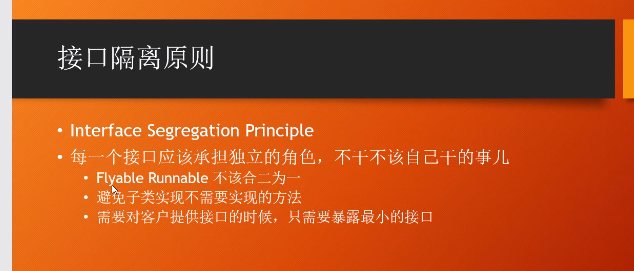 接口隔离原则
• Interface Segregation Principle
• 每一个接口应该承担独立的角色，不干不该自己干的事儿
• Flyable Runnable 不该合二为一
• 避免子类实现不需要实现的方法
• 需要对客户提供接口的时候，只需要暴露最小的接口